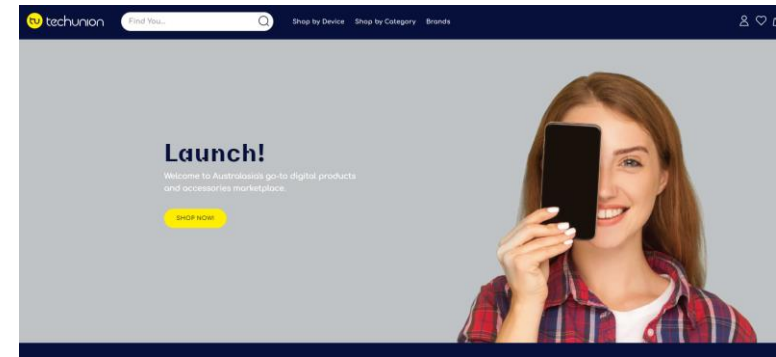 tu techunion
Find You...
Shop by Device
Shop by Category
Brands
Launch!
Welcome to Australasia's go-to digital products
and accessories marketplace.
SHOP NOW!